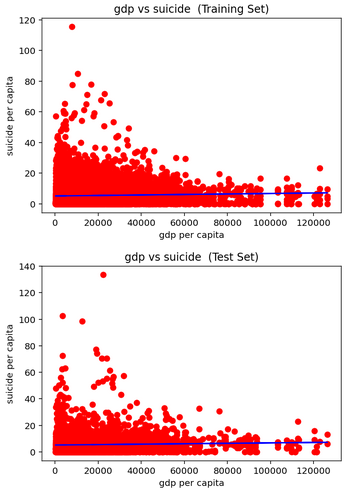 gdp vs suicide  (Training Set)
120
100
80
60
40
20
0
suicide per capita
0 20000 40000 60000 80000 100000 120000
gdp per capita
gdp vs suicide  (Test Set)
140
120
100
80
60
40
20
0
suicide per capita
0 20000 40000 60000 80000 100000 120000
gdp per capita